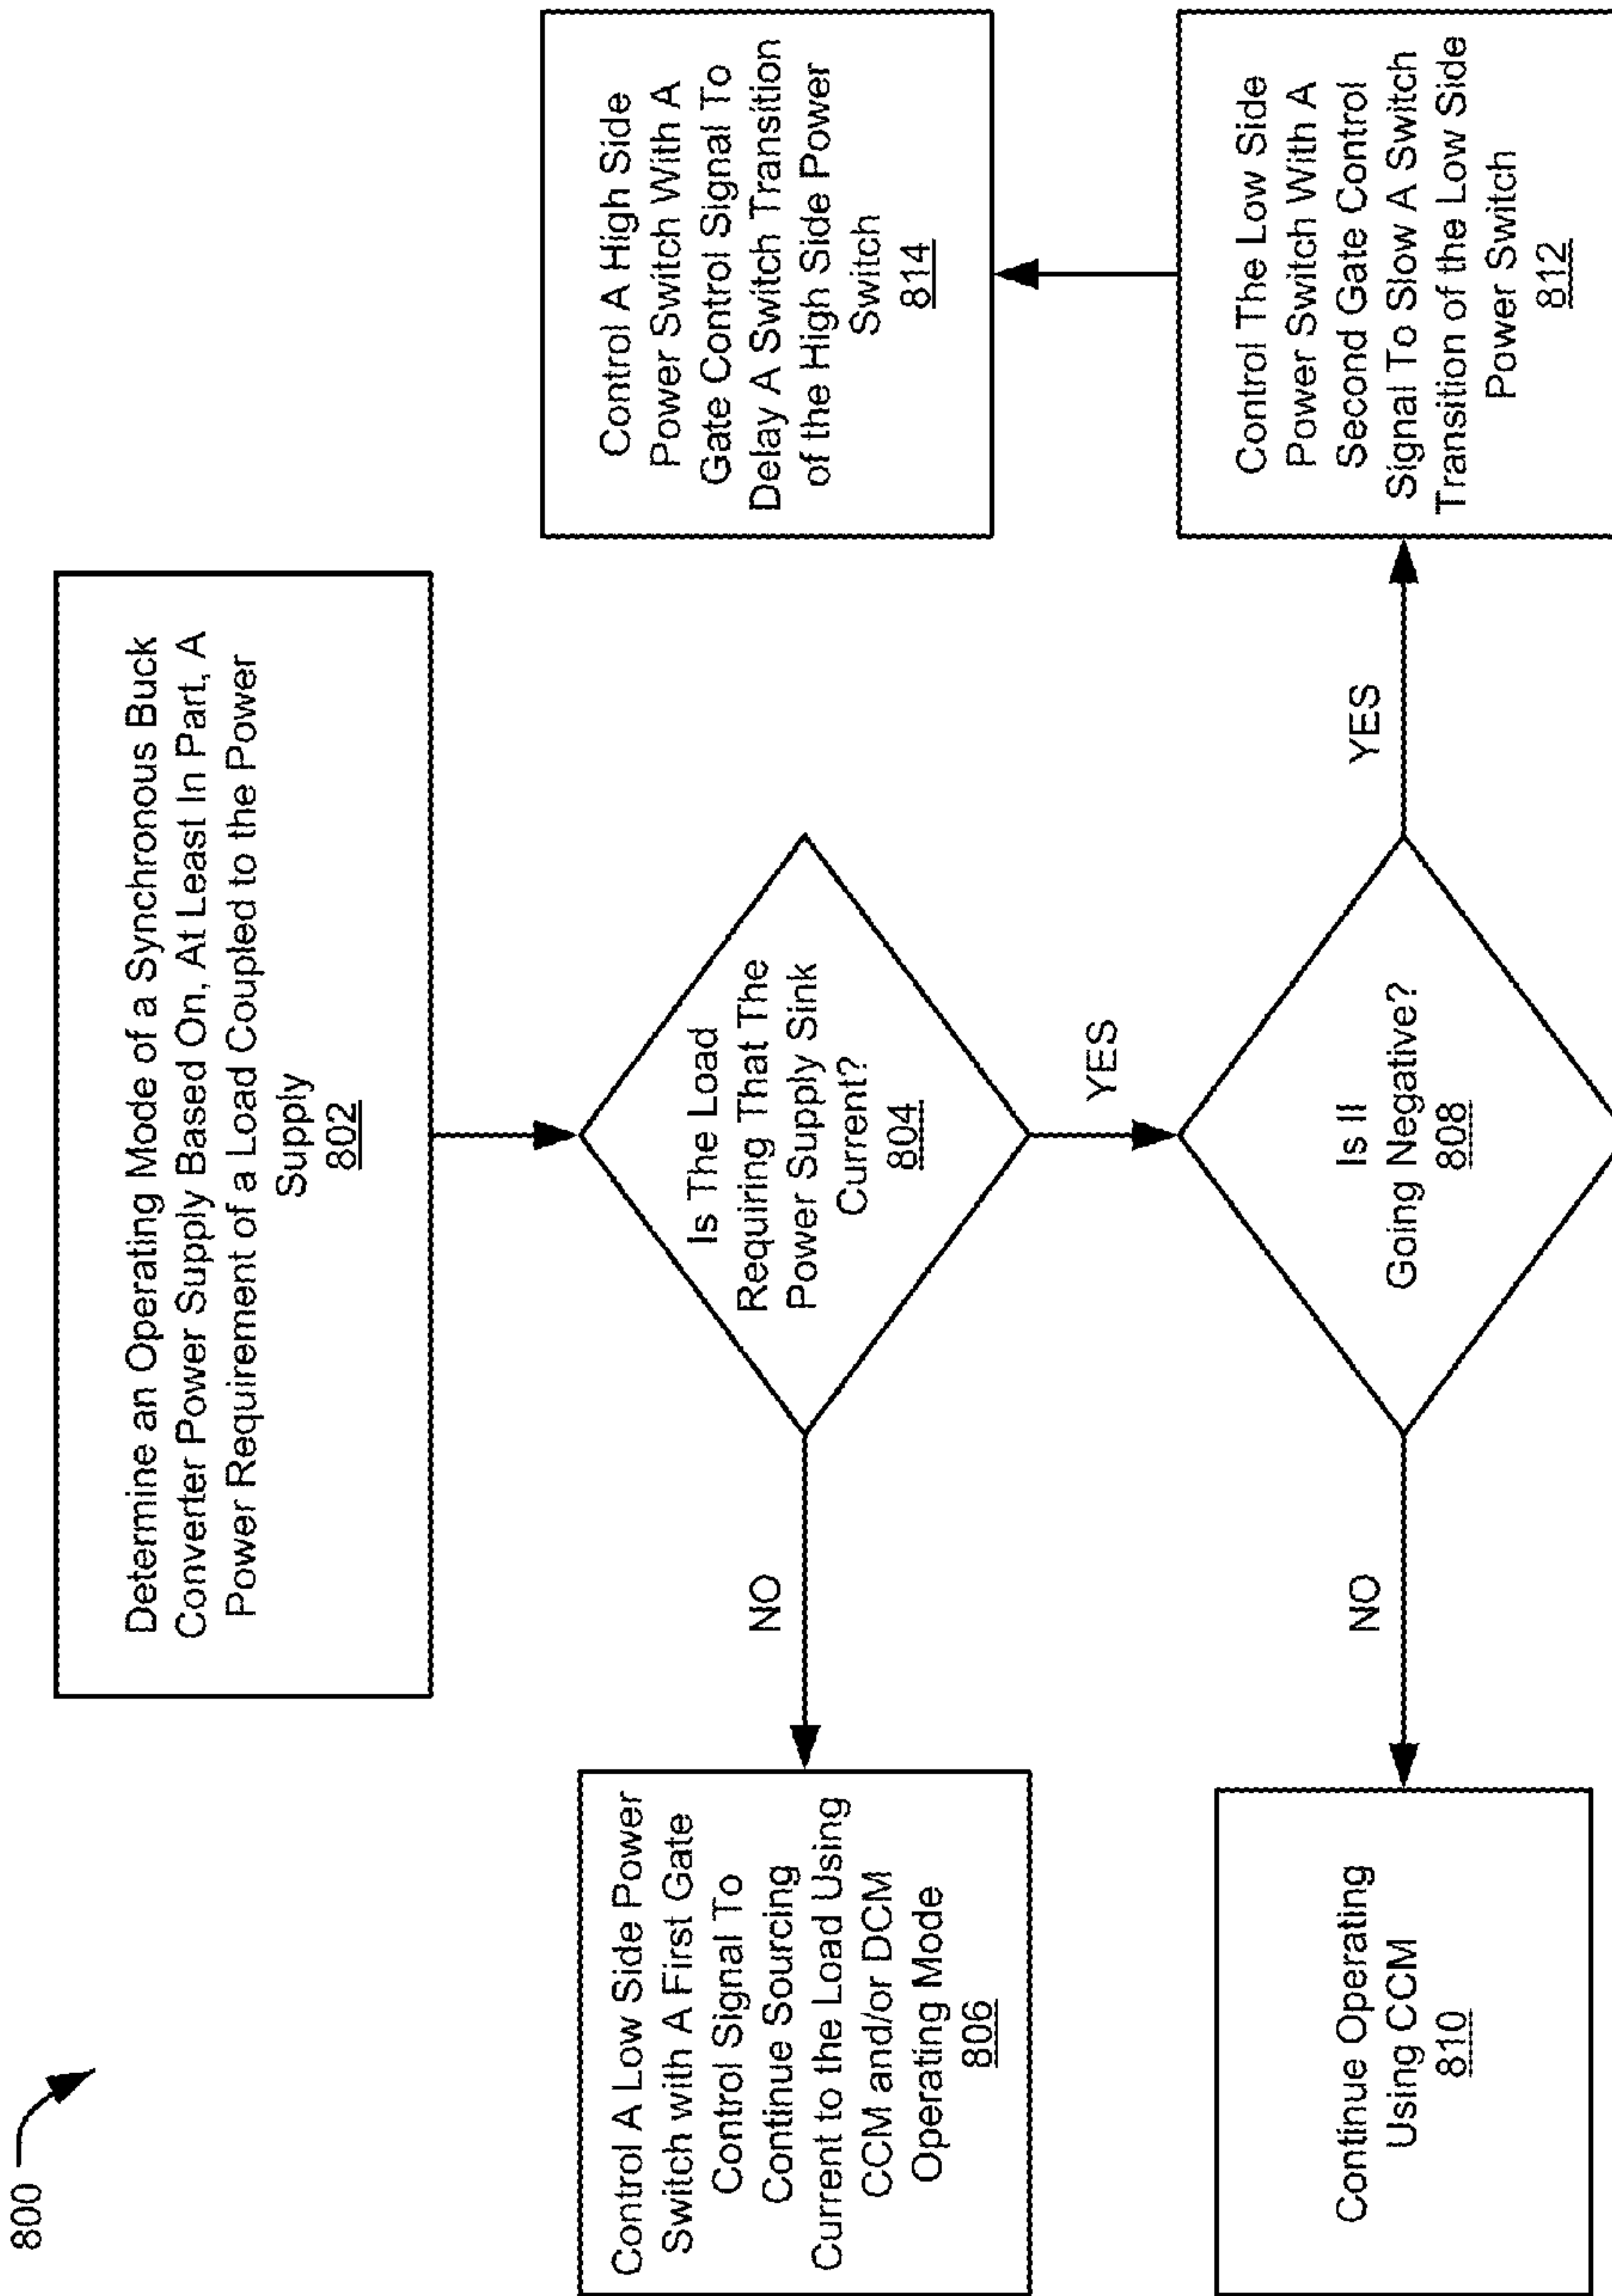 800
Determine an Operating Mode of a Synchronous Buck
Converter Power Supply Based On, At Least In Part, A
Power Requirement of a Load Coupled to the Power
Supply
802
Is The Load
Requiring That The
Power Supply Sink
Current?
804
NO
YES
Control A Low Side Power
Switch with A First Gate
Control Signal To
Continue Sourcing
Current to the Load Using
CCM and/or DCM
Operating Mode
806
Is Il
Going Negative?
808
NO
YES
Continue Operating
Using CCM
810
Control The Low Side
Power Switch With A
Second Gate Control
Signal To Slow A Switch
Transition of the Low Side
Power Switch
812
Control A High Side
Power Switch With A
Gate Control Signal To
Delay A Switch Transition
of the High Side Power
Switch
814